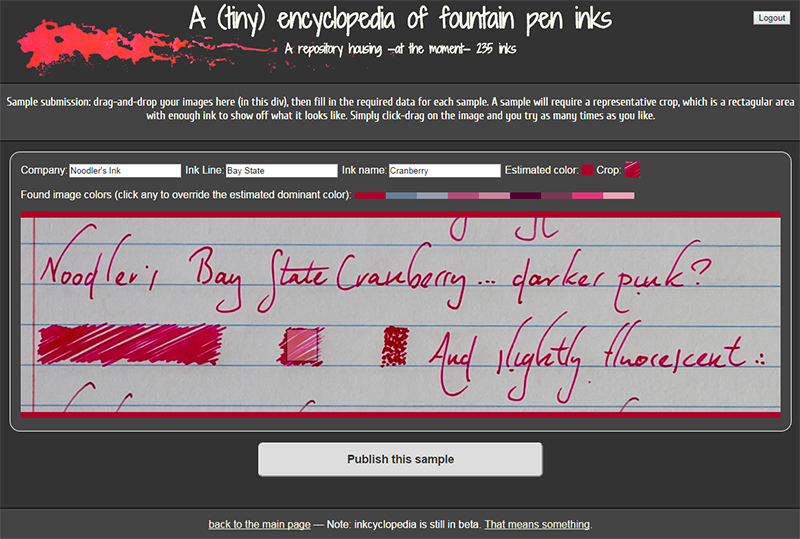 A (tiny) encyclopedia of fountain pen inks
Logout
A repository housing -at the moment- 235 inks
Sample submission: drag-and-drop your images here (in this div), then fill in the required data for each sample. A sample will require a representative crop, which is a rectagular area
with enough ink to show off what it looks like. Simply click-drag on the image and you try as many times as you like.
Company: Noodler's Ink Ink Line: Bay State Ink name: Cranberry Estimated color: Crop:
Found image colors (click any to override the estimated dominant color):
Noodler's Bay State Cranberry... darker pink?
And slightly fluorescent :.
Publish this sample
back to the main page — Note: inkcyclopedia is still in beta. That means something.